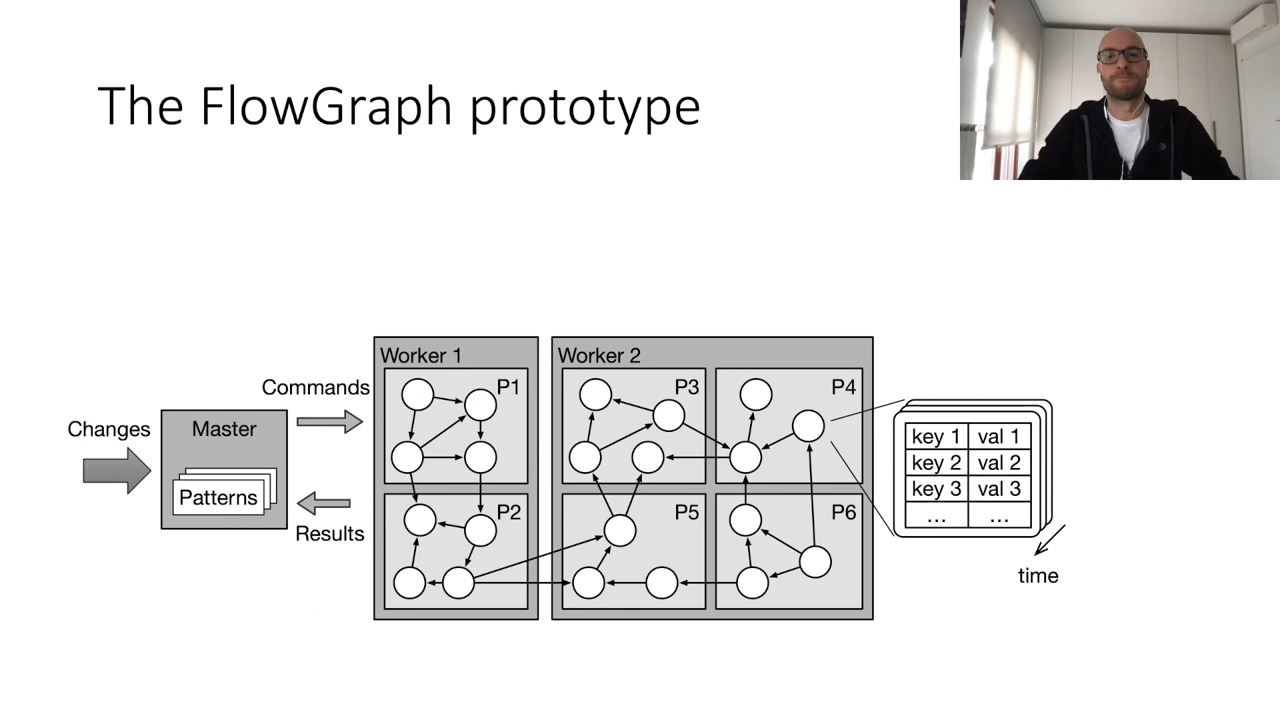 The FlowGraph prototype
Changes
Master
Patterns
Commands
Results
Worker 1
P1
P2
Worker 2
P3
P4
P5
P6
key 1 val 1
key 2 val 2
key 3 val 3
... ...
time